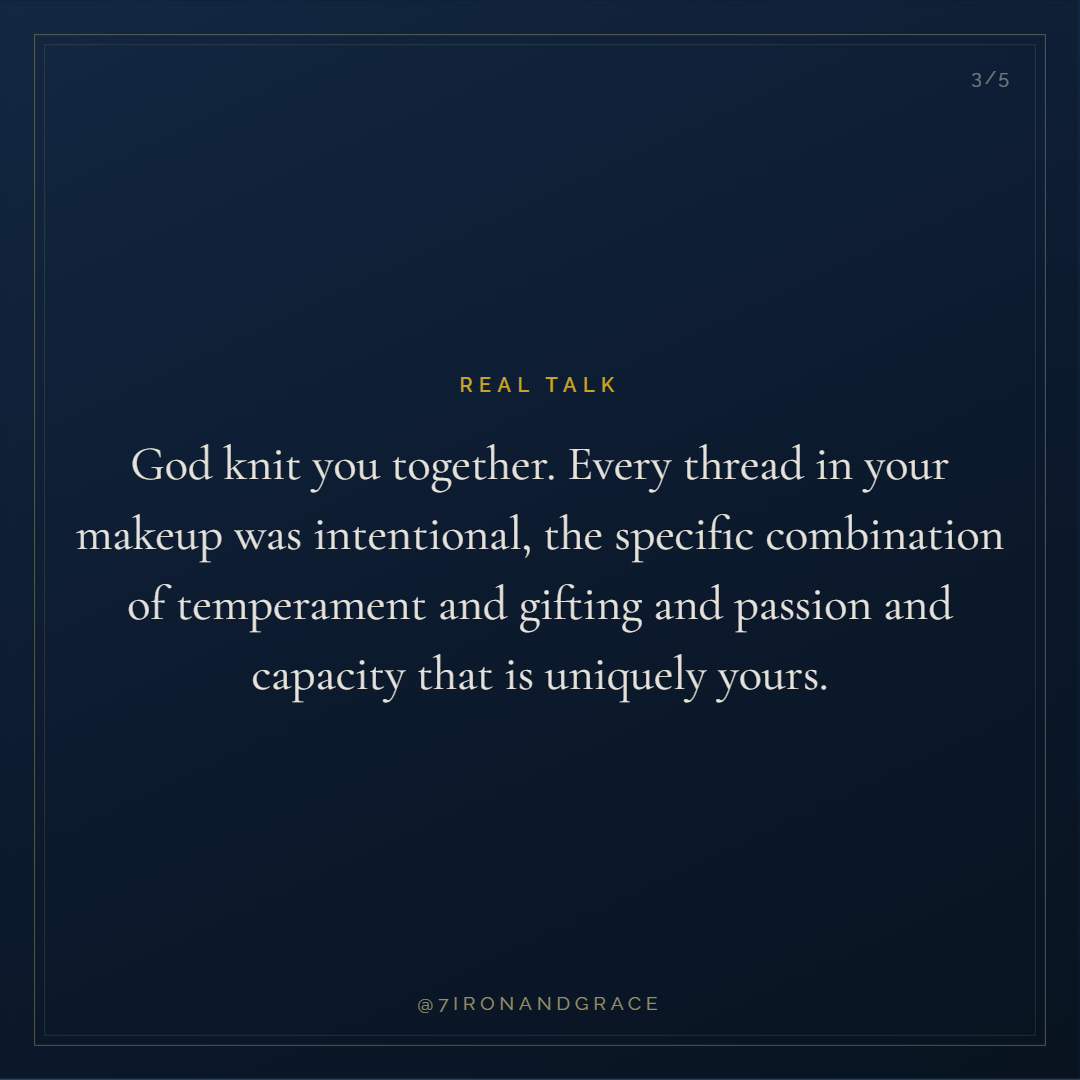 3/5
REAL TALK
God knit you together. Every thread in your
makeup was intentional, the specific combination
of temperament and gifting and passion and
capacity that is uniquely yours.
@7IRONANDGRACE